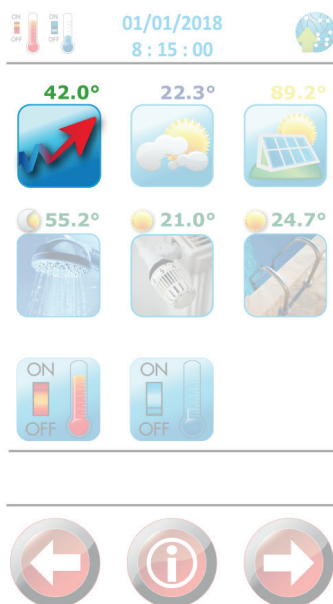 ON ON
OFF OFF
01/01/2018
8 : 15 : 00
42.0° 22.3° 89.2°
55.2° 21.0° 24.7°
ON ON
OFF OFF
i